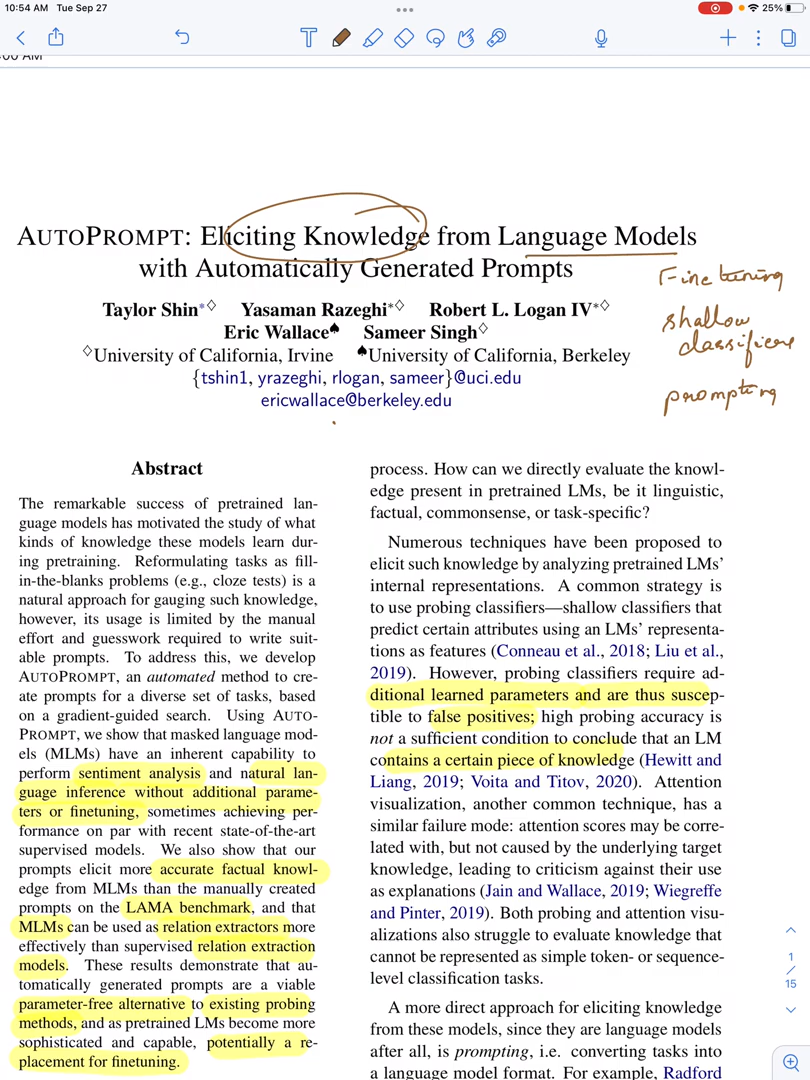 10:54 AM Tue Sep 27
25%
AUTOPROMPT: Eliciting Knowledge from Language Models
with Automatically Generated Prompts
Taylor Shin*♢ Yasaman Razeghi*♢ Robert L. Logan IV*♢
Eric Wallace♠ Sameer Singh♢
♢University of California, Irvine ♠University of California, Berkeley
{tshin1, yrazeghi, rlogan, sameer}@uci.edu
ericwallace@berkeley.edu
Fine tuning
shallow
classifiers
prompting
Abstract
The remarkable success of pretrained lan-
guage models has motivated the study of what
kinds of knowledge these models learn dur-
ing pretraining. Reformulating tasks as fill-
in-the-blanks problems (e.g., cloze tests) is a
natural approach for gauging such knowledge,
however, its usage is limited by the manual
effort and guesswork required to write suit-
able prompts. To address this, we develop
AUTOPROMPT, an automated method to cre-
ate prompts for a diverse set of tasks, based
on a gradient-guided search. Using AUTO-
PROMPT, we show that masked language mod-
els (MLMs) have an inherent capability to
perform sentiment analysis and natural lan-
guage inference without additional parame-
ters or finetuning, sometimes achieving per-
formance on par with recent state-of-the-art
supervised models. We also show that our
prompts elicit more accurate factual knowl-
edge from MLMs than the manually created
prompts on the LAMA benchmark, and that
MLMs can be used as relation extractors more
effectively than supervised relation extraction
models. These results demonstrate that au-
tomatically generated prompts are a viable
parameter-free alternative to existing probing
methods, and as pretrained LMs become more
sophisticated and capable, potentially a re-
placement for finetuning.
process. How can we directly evaluate the knowl-
edge present in pretrained LMs, be it linguistic,
factual, commonsense, or task-specific?
Numerous techniques have been proposed to
elicit such knowledge by analyzing pretrained LMs'
internal representations. A common strategy is
to use probing classifiers—shallow classifiers that
predict certain attributes using an LMs' representa-
tions as features (Conneau et al., 2018; Liu et al.,
2019). However, probing classifiers require ad-
ditional learned parameters and are thus suscep-
tible to false positives; high probing accuracy is
not a sufficient condition to conclude that an LM
contains a certain piece of knowledge (Hewitt and
Liang, 2019; Voita and Titov, 2020). Attention
visualization, another common technique, has a
similar failure mode: attention scores may be corre-
lated with, but not caused by the underlying target
knowledge, leading to criticism against their use
as explanations (Jain and Wallace, 2019; Wiegreffe
and Pinter, 2019). Both probing and attention visu-
alizations also struggle to evaluate knowledge that
cannot be represented as simple token- or sequence-
level classification tasks.
A more direct approach for eliciting knowledge
from these models, since they are language models
after all, is prompting, i.e. converting tasks into
a language model format. For example, Radford
1
/
15